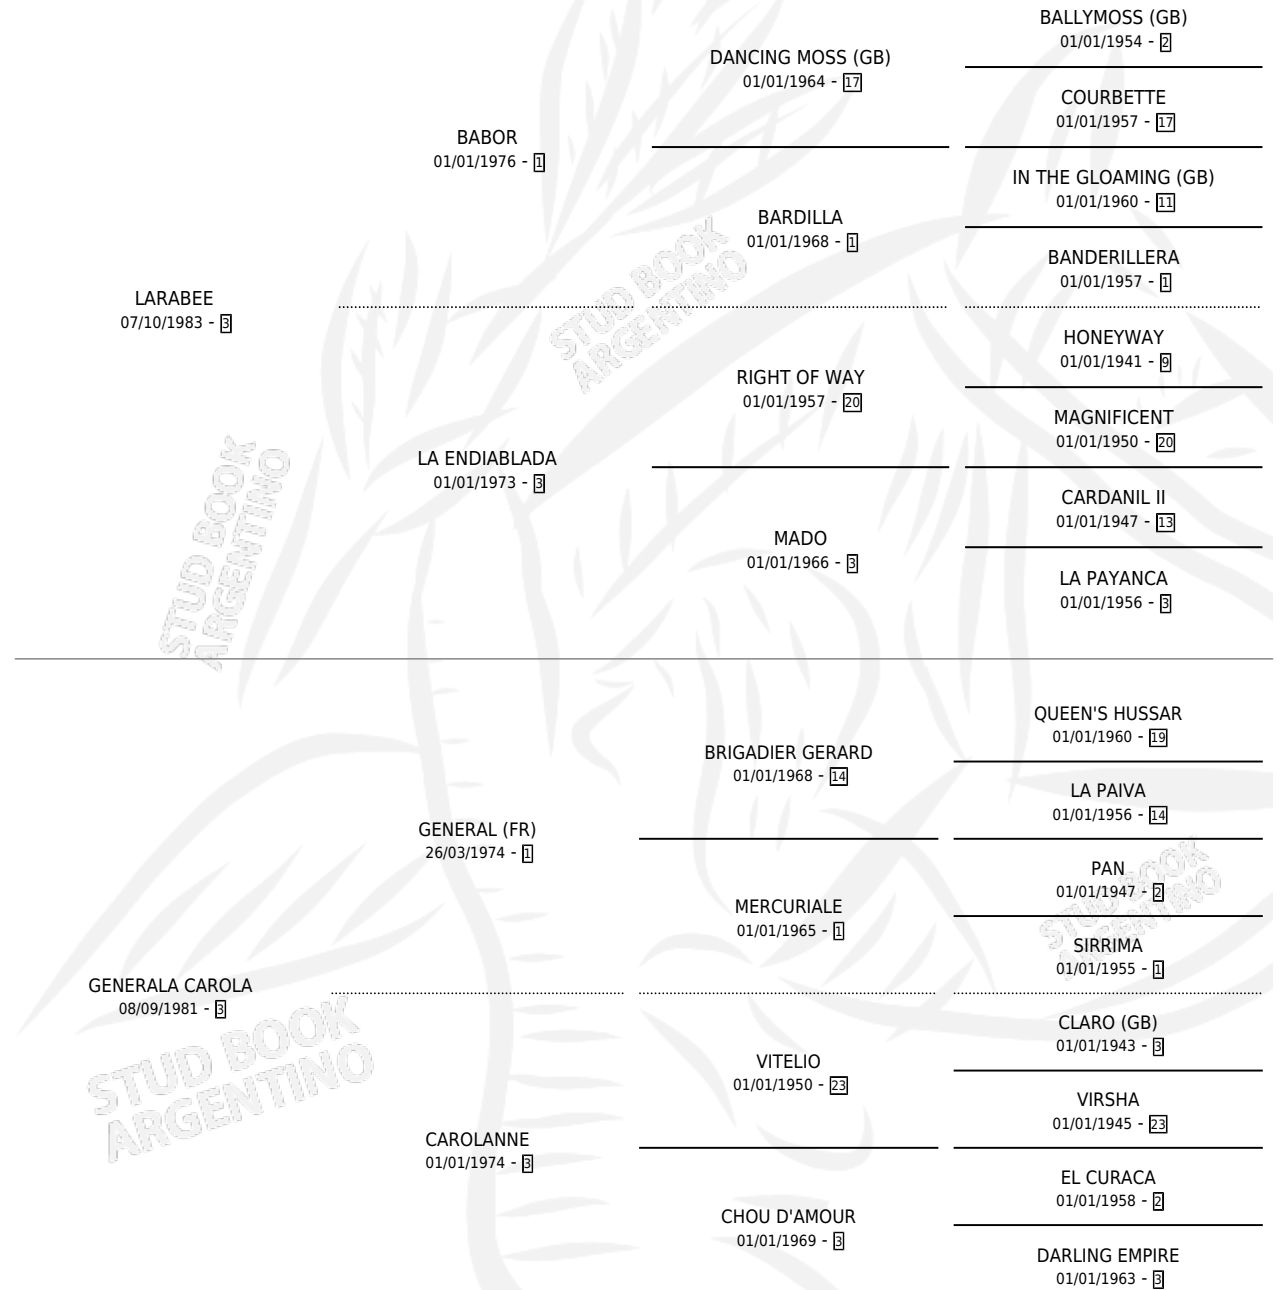 BALLYMOSS (GB)
01/01/1954 - 2
DANCING MOSS (GB)
01/01/1964 - 17
COURBETTE
01/01/1957 - 17
BABOR
01/01/1976 - 1
IN THE GLOAMING (GB)
01/01/1960 - 11
BARDILLA
01/01/1968 - 1
BANDERILLERA
01/01/1957 - 1
LARABEE
07/10/1983 - 3
HONEYWAY
01/01/1941 - 9
RIGHT OF WAY
01/01/1957 - 20
MAGNIFICENT
01/01/1950 - 20
LA ENDIABLADA
01/01/1973 - 3
CARDANIL II
01/01/1947 - 13
MADO
01/01/1966 - 3
LA PAYANCA
01/01/1956 - 3
QUEEN'S HUSSAR
01/01/1960 - 19
BRIGADIER GERARD
01/01/1968 - 14
LA PAIVA
01/01/1956 - 14
GENERAL (FR)
26/03/1974 - 1
PAN
01/01/1947 - 2
MERCURIALE
01/01/1965 - 1
SIRRIMA
01/01/1955 - 1
GENERALA CAROLA
08/09/1981 - 3
CLARO (GB)
01/01/1943 - 3
VITELIO
01/01/1950 - 23
VIRSHA
01/01/1945 - 23
CAROLANNE
01/01/1974 - 3
EL CURACA
01/01/1958 - 2
CHOU D'AMOUR
01/01/1969 - 3
DARLING EMPIRE
01/01/1963 - 3
STUD BOOK
ARGENTINO
STUD BOOK
ARGENTINO
STUD BOOK
ARGENTINO
STUD BOOK
ARGENTINO